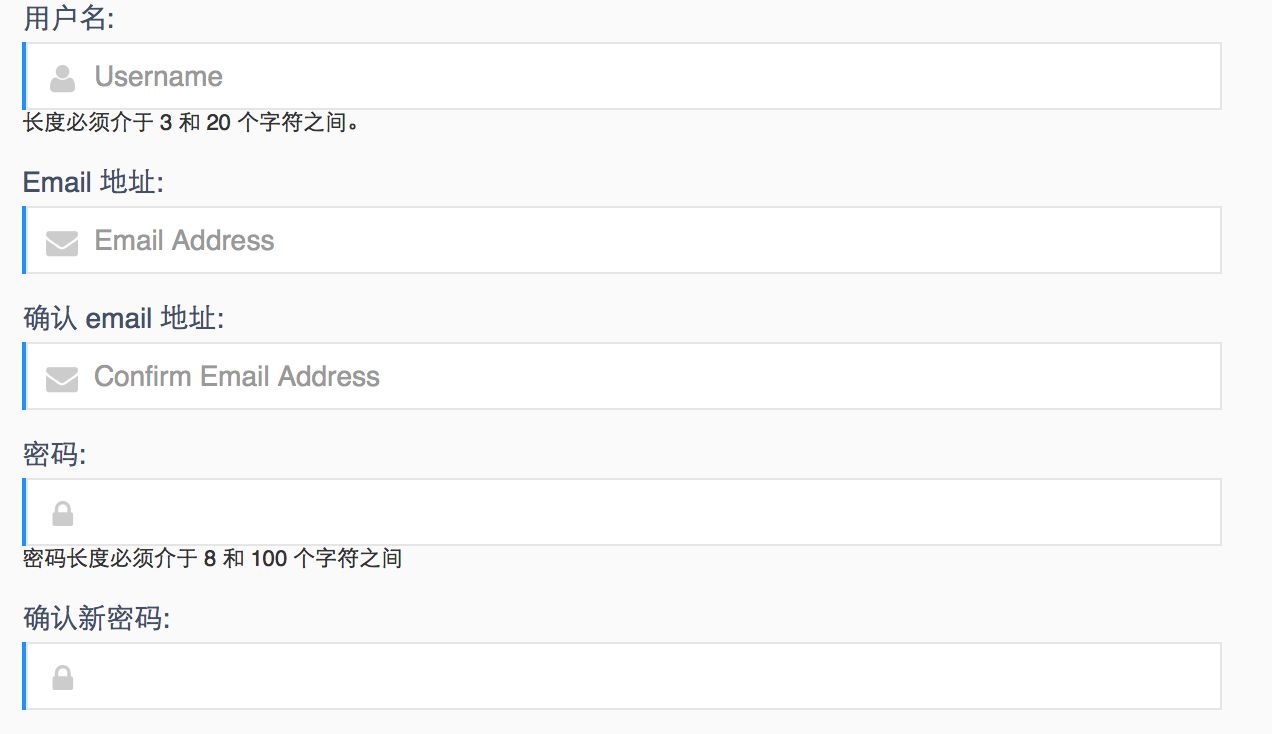 用户名:
Username
长度必须介于 3 和 20 个字符之间。
Email 地址:
Email Address
确认 email 地址:
Confirm Email Address
密码:
密码长度必须介于 8 和 100 个字符之间
确认新密码: